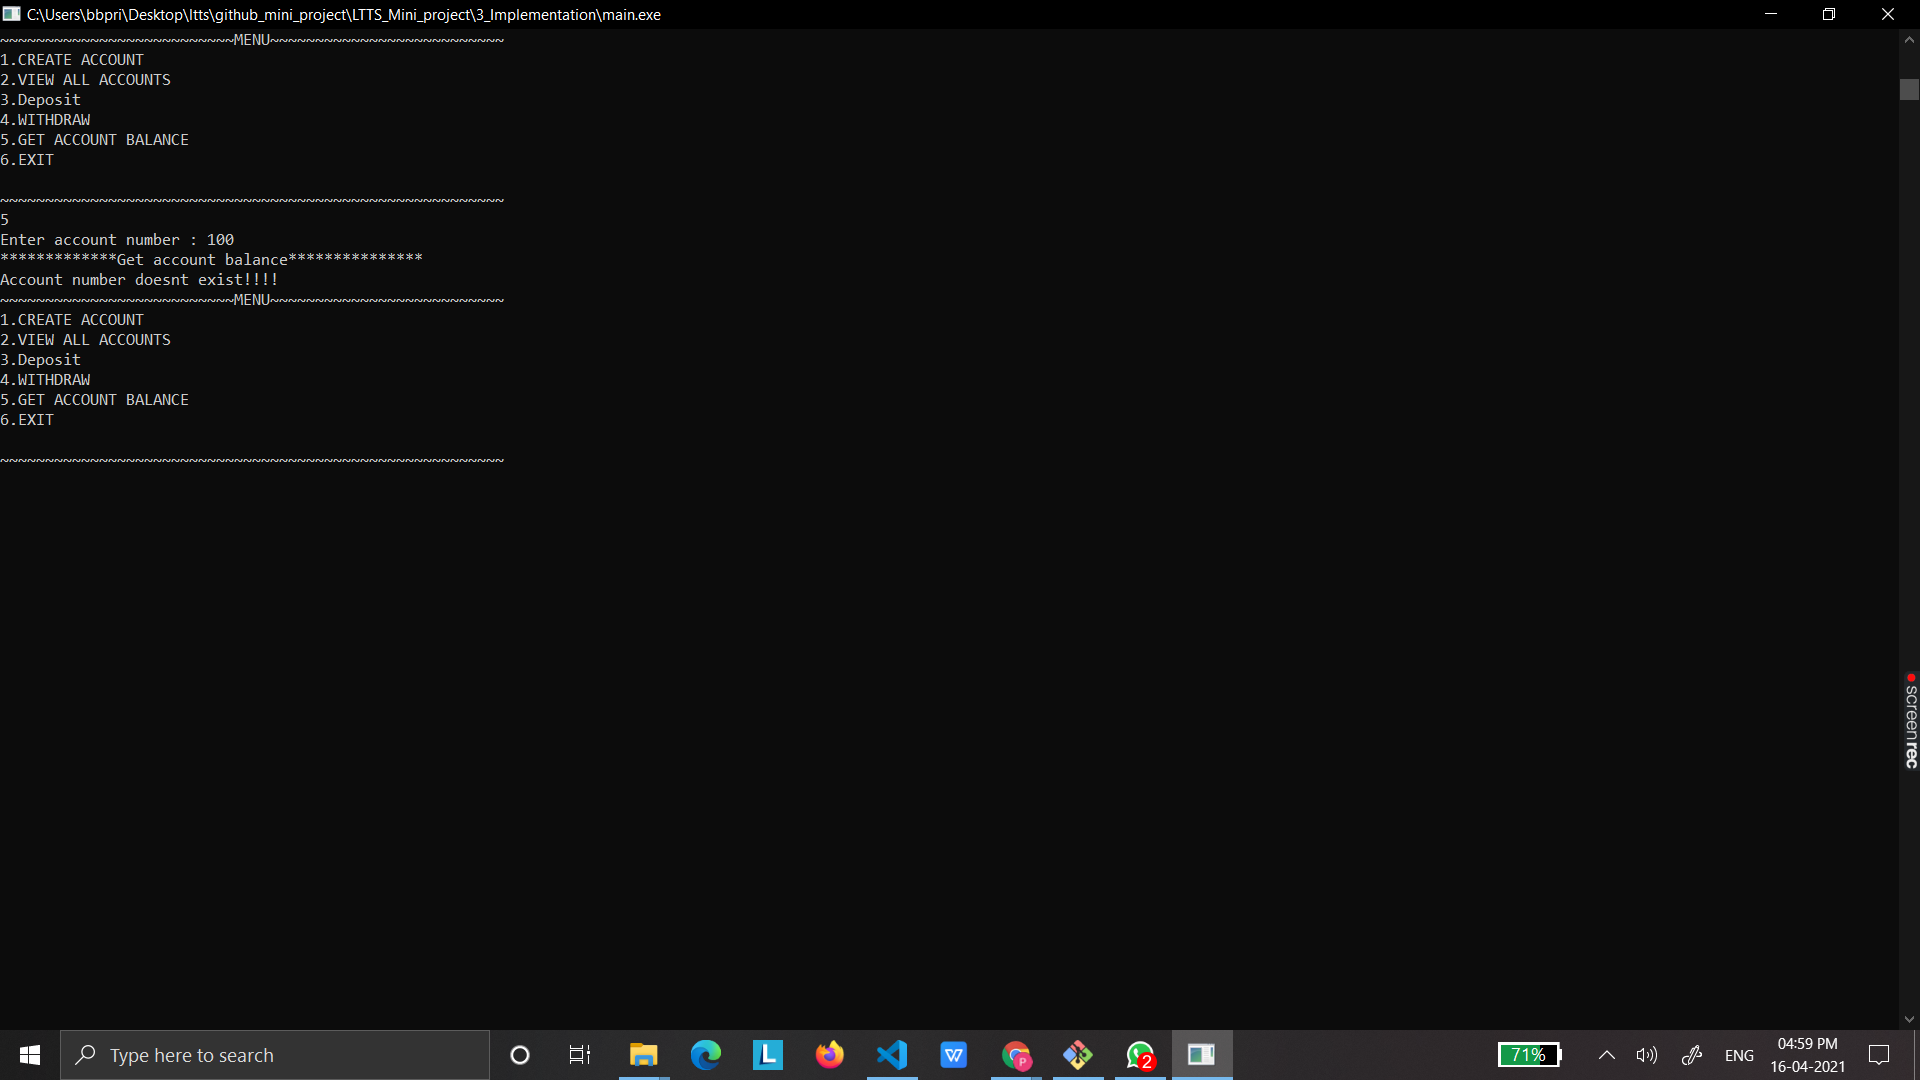 C:\Users\bbpri\Desktop\ltts\github_mini_project\LTTS_Mini_project\3_Implementation\main.exe
~~~~~~~~~~~~~~~~~~~~~~~~~~MENU~~~~~~~~~~~~~~~~~~~~~~~~~~
1.CREATE ACCOUNT
2.VIEW ALL ACCOUNTS
3.Deposit
4.WITHDRAW
5.GET ACCOUNT BALANCE
6.EXIT
~~~~~~~~~~~~~~~~~~~~~~~~~~~~~~~~~~~~~~~~~~~~~~~~~~~~~~~~
5
Enter account number : 100
*************Get account balance***************
Account number doesnt exist!!!!
~~~~~~~~~~~~~~~~~~~~~~~~~~MENU~~~~~~~~~~~~~~~~~~~~~~~~~~
1.CREATE ACCOUNT
2.VIEW ALL ACCOUNTS
3.Deposit
4.WITHDRAW
5.GET ACCOUNT BALANCE
6.EXIT
~~~~~~~~~~~~~~~~~~~~~~~~~~~~~~~~~~~~~~~~~~~~~~~~~~~~~~~~
screenrec
Type here to search
L
W
P
2
71%
ENG
04:59 PM
16-04-2021